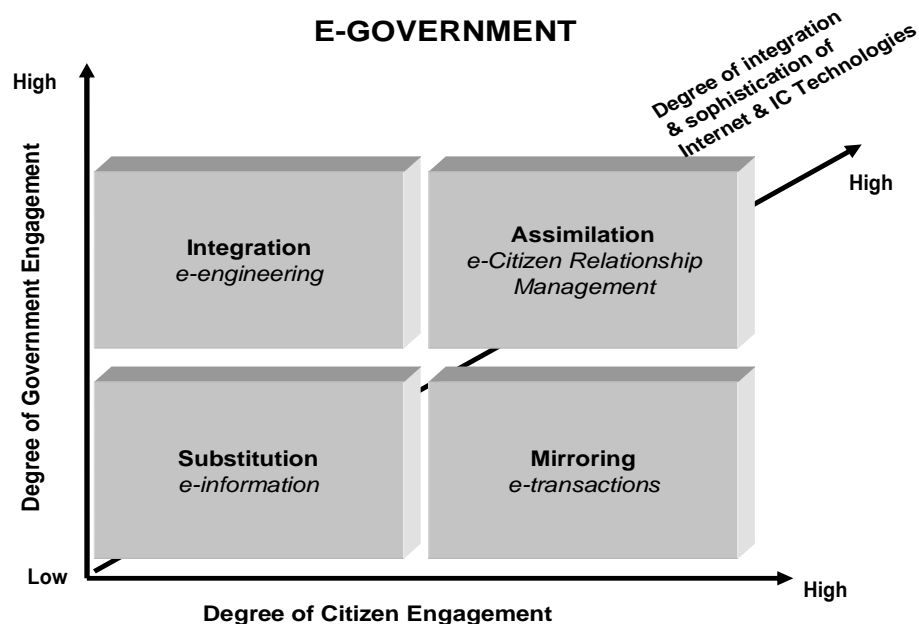 E-GOVERNMENT
High
Degree of integration
& sophistication of
Internet & IC Technologies
High
Degree of Government Engagement
Integration
e-engineering
Assimilation
e-Citizen Relationship
Management
Substitution
e-information
Mirroring
e-transactions
Low
High
Degree of Citizen Engagement